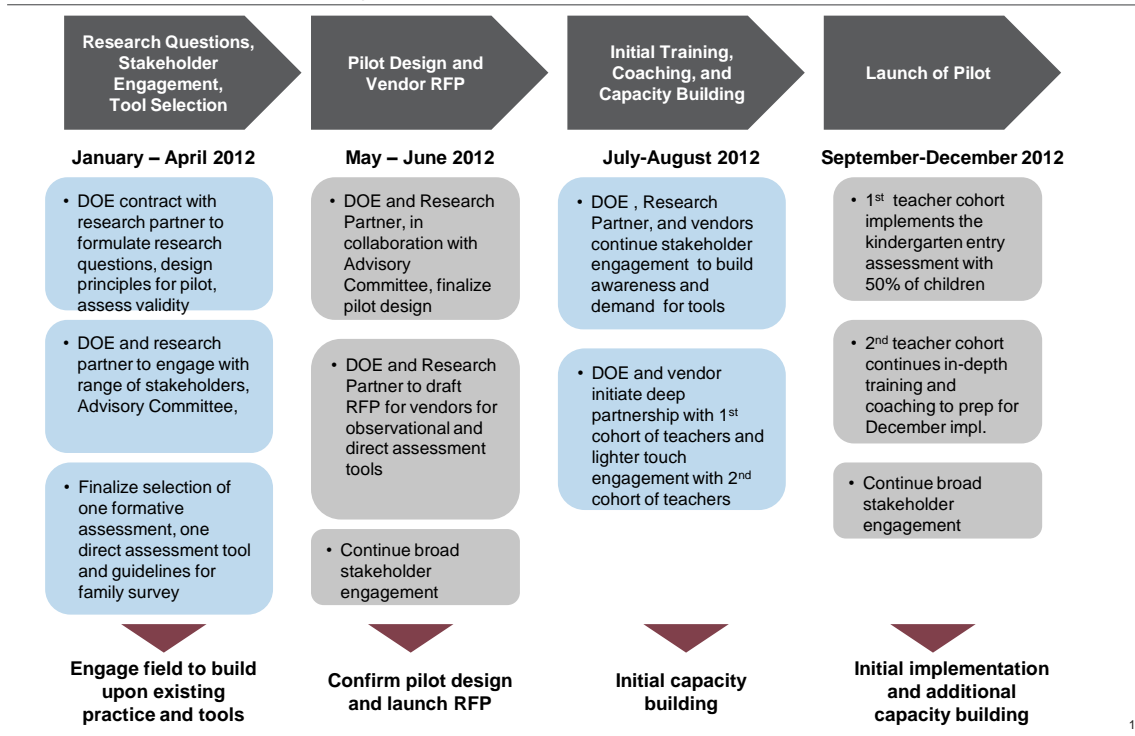 Research Questions,
Stakeholder
Engagement,
Tool Selection
Pilot Design and
Vendor RFP
Initial Training,
Coaching, and
Capacity Building
Launch of Pilot
January – April 2012
May – June 2012
July-August 2012
September-December 2012
• DOE contract with
research partner to
formulate research
questions, design
principles for pilot,
assess validity
• DOE and research
partner to engage with
range of stakeholders,
Advisory Committee,
• Finalize selection of
one formative
assessment, one
direct assessment tool
and guidelines for
family survey
• DOE and Research
Partner, in
collaboration with
Advisory
Committee, finalize
pilot design
• DOE and Research
Partner to draft
RFP for vendors for
observational and
direct assessment
tools
• Continue broad
stakeholder
engagement
• DOE , Research
Partner, and vendors
continue stakeholder
engagement to build
awareness and
demand for tools
• DOE and vendor
initiate deep
partnership with 1st
cohort of teachers and
lighter touch
engagement with 2nd
cohort of teachers
• 1st teacher cohort
implements the
kindergarten entry
assessment with
50% of children
• 2nd teacher cohort
continues in-depth
training and
coaching to prep for
December impl.
• Continue broad
stakeholder
engagement
Engage field to build
upon existing
practice and tools
Confirm pilot design
and launch RFP
Initial capacity
building
Initial implementation
and additional
capacity building
1